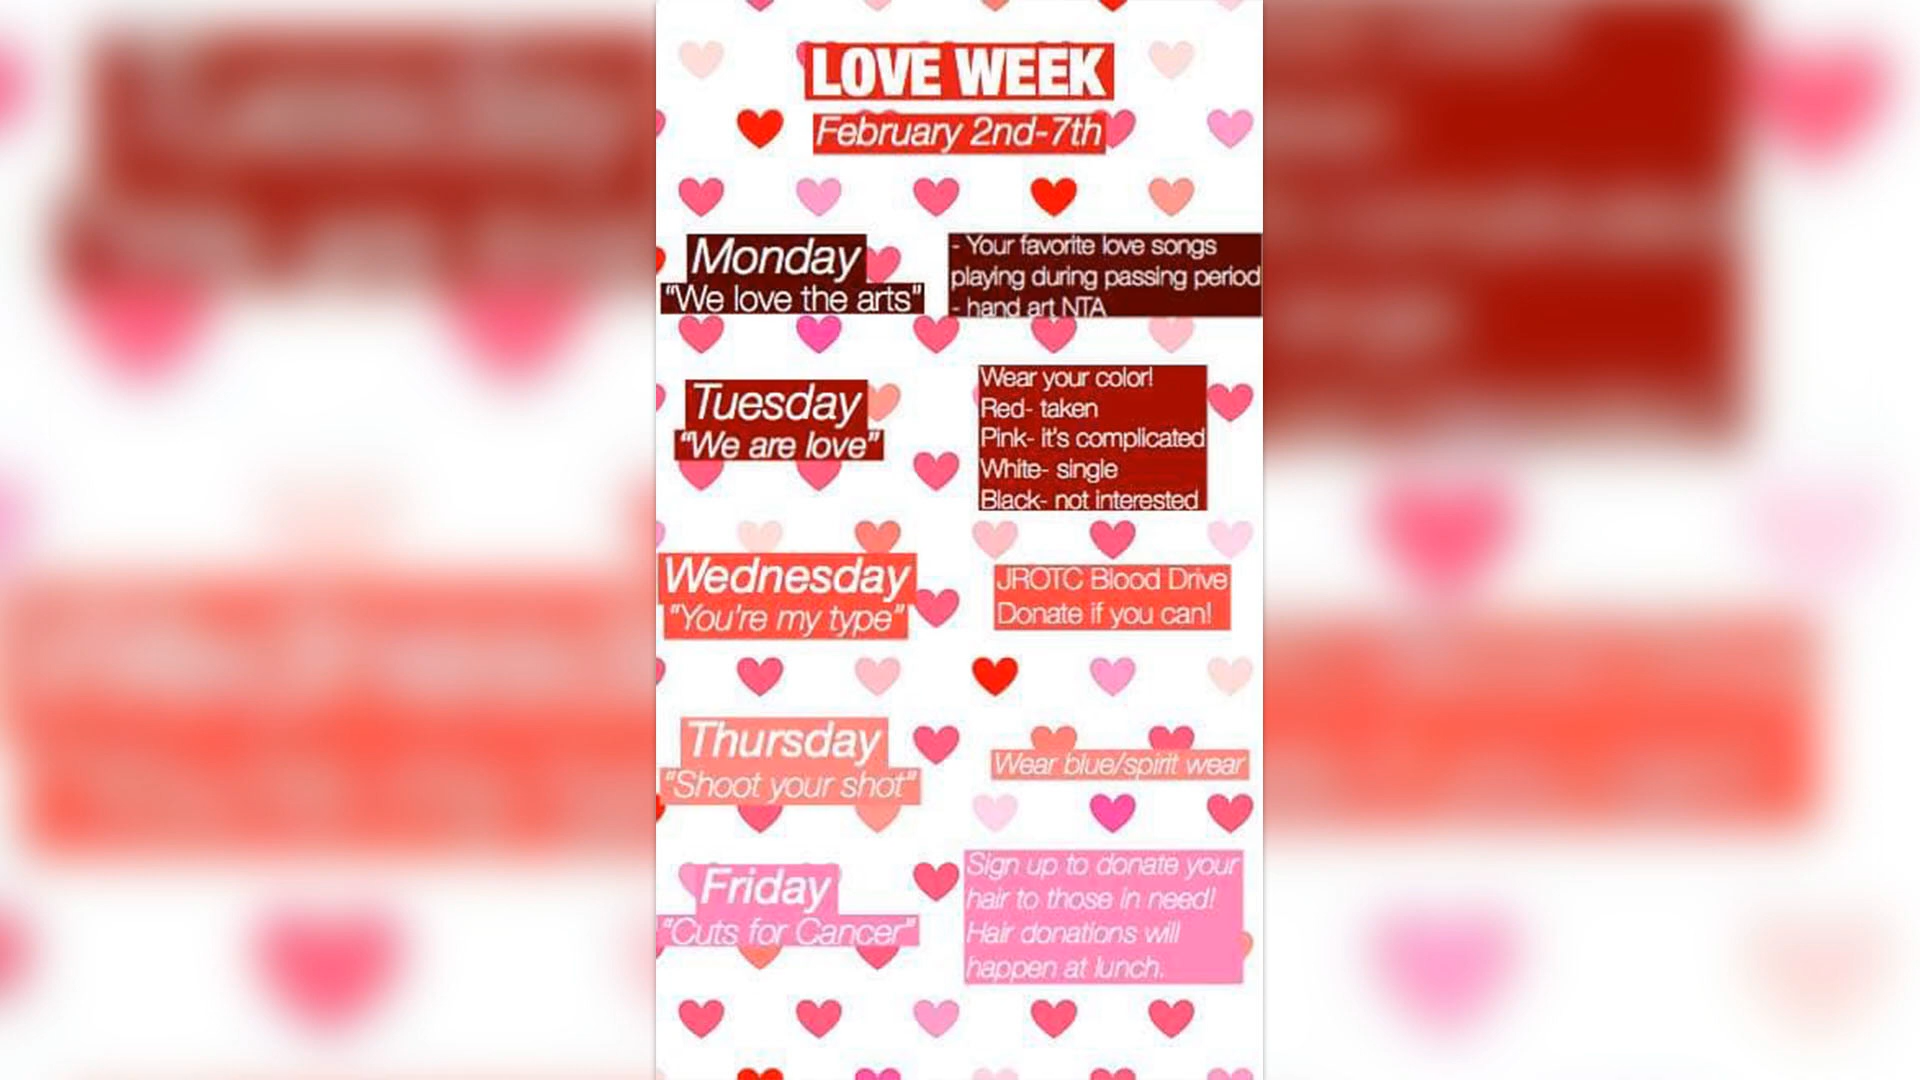 LOVE WEEK
February 2nd-7th
Monday
"We love the arts"
- Your favorite love songs
playing during passing period
- hand art NTA
Tuesday
"We are love"
Wear your color!
Red- taken
Pink- it's complicated
White- single
Black- not interested
Wednesday
"You're my type"
JROTC Blood Drive
Donate if you can!
Thursday
"Shoot your shot"
Wear blue/spirit wear
Friday
"Cuts for Cancer"
Sign up to donate your
hair to those in need!
Hair donations will
happen at lunch.